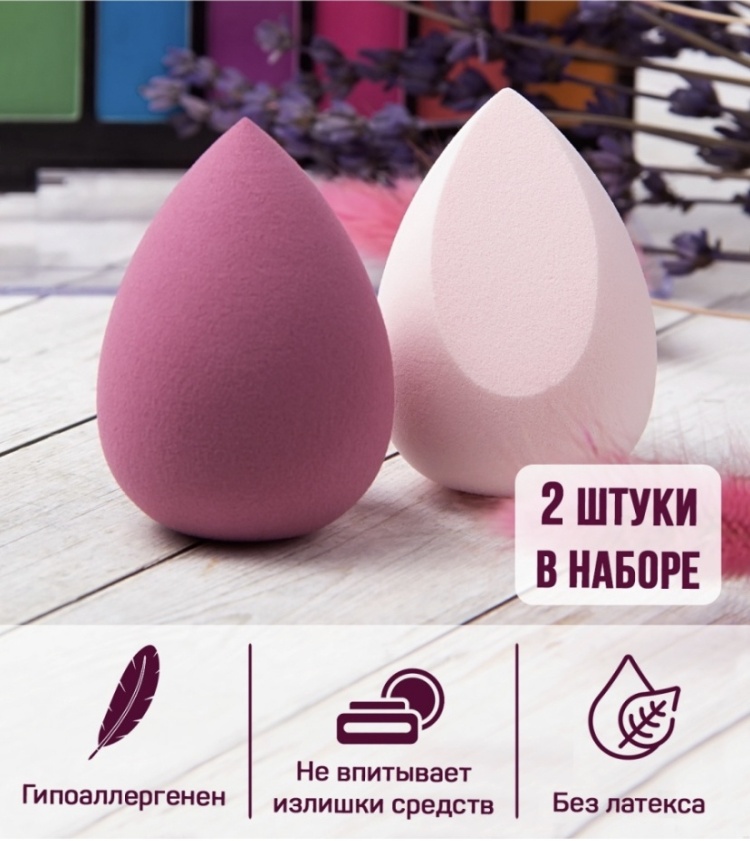 2 ШТУКИ
В НАБОРЕ
Гипоаллергенен
Не впитывает
излишки средств
Без латекса